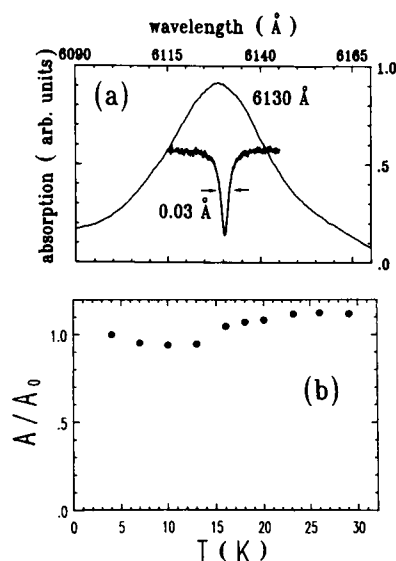 wavelength ( Å )
6090 6115 6140 6165
absorption ( arb. units)
(a)
6130 Å
0.03 Å
1.0
.5
.0
A / A₀
1.0
.5
.0
(b)
0 5 10 15 20 25 30
T ( K )